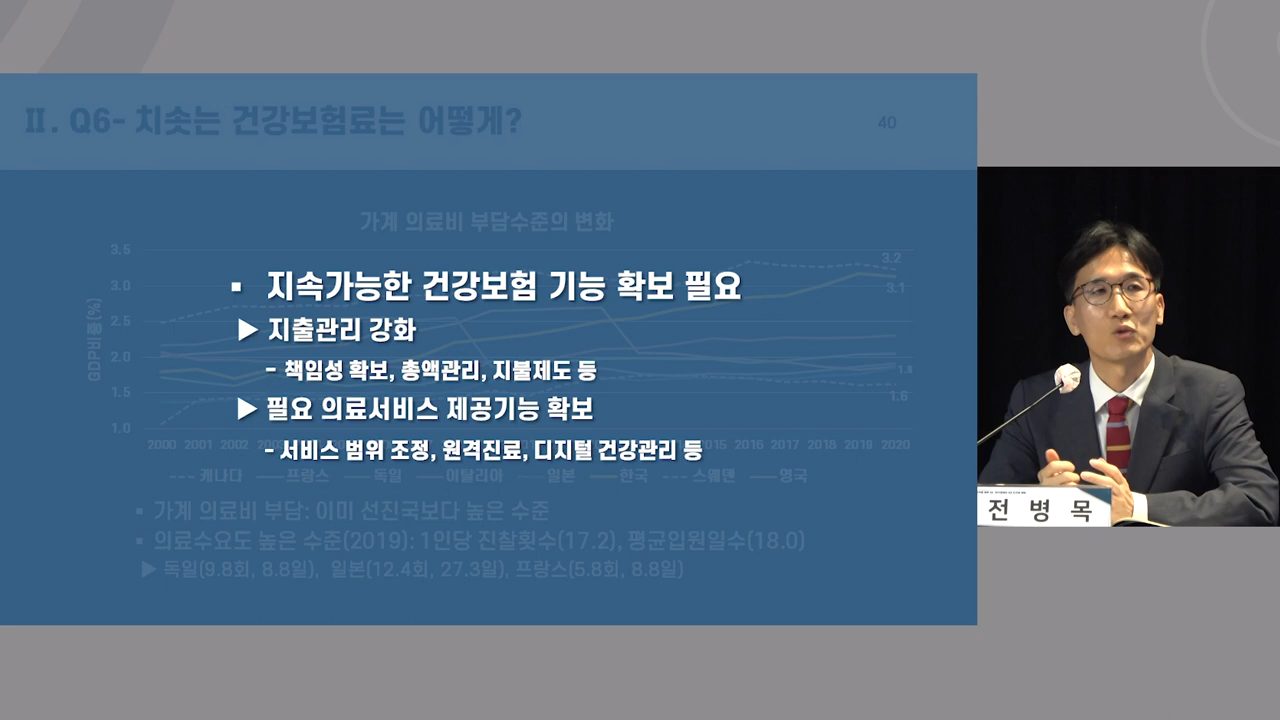 Ⅱ. Q6- 치솟는 건강보험료는 어떻게?
40
가계 의료비 부담수준의 변화
3.5
3.0
2.5
2.0
1.5
1.0
GDP비중(%)
3.2
3.1
1.8
1.6
▪ 지속가능한 건강보험 기능 확보 필요
▶ 지출관리 강화
- 책임성 확보, 총액관리, 지불제도 등
▶ 필요 의료서비스 제공기능 확보
- 서비스 범위 조정, 원격진료, 디지털 건강관리 등
2000 2001 2002 2015 2016 2017 2018 2019 2020
캐나다 프랑스 독일 이탈리아 일본 한국 스웨덴 영국
▪ 가계 의료비 부담: 이미 선진국보다 높은 수준
▪ 의료수요도 높은 수준(2019): 1인당 진찰횟수(17.2), 평균입원일수(18.0)
▶ 독일(9.8회, 8.8일), 일본(12.4회, 27.3일), 프랑스(5.8회, 8.8일)
전 병 목